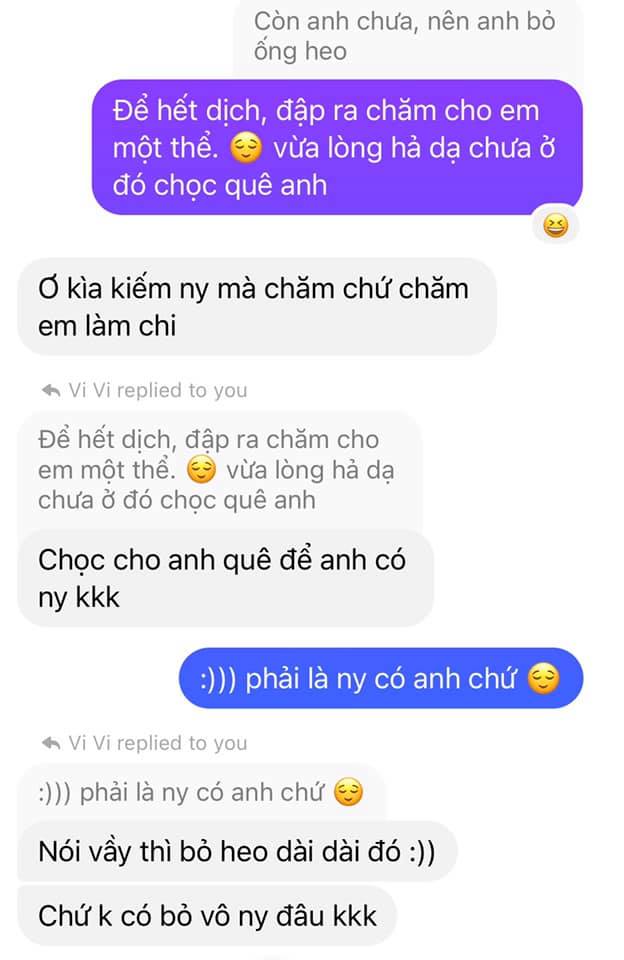 Còn anh chưa, nên anh bỏ
ống heo
Để hết dịch, đập ra chăm cho em
một thể. 😌 vừa lòng hả dạ chưa ở
đó chọc quê anh
Ơ kìa kiếm ny mà chăm chứ chăm
em làm chi
Vi Vi replied to you
Để hết dịch, đập ra chăm cho
em một thể. 😌 vừa lòng hả dạ
chưa ở đó chọc quê anh
Chọc cho anh quê để anh có
ny kkk
:))) phải là ny có anh chứ 😌
Vi Vi replied to you
:))) phải là ny có anh chứ 😌
Nói vầy thì bỏ heo dài dài đó :))
Chứ k có bỏ vô ny đâu kkk